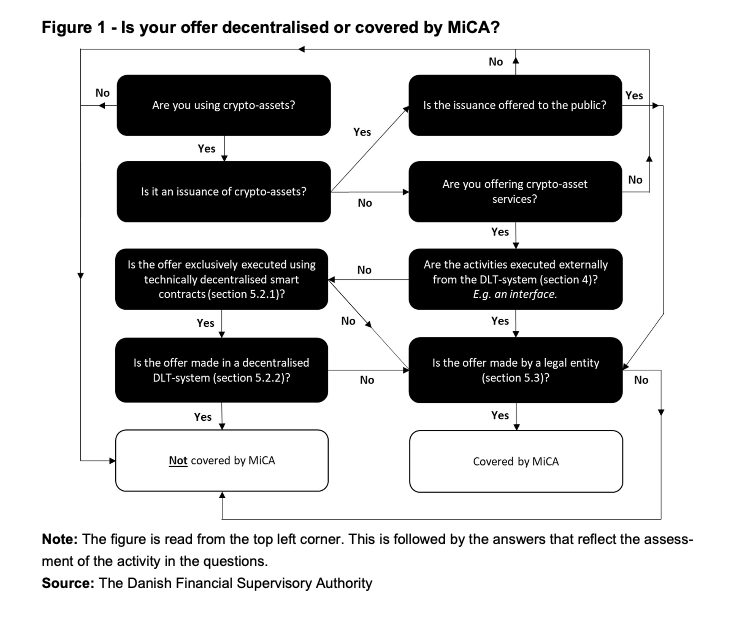 Figure 1 - Is your offer decentralised or covered by MiCA?
No
No
Are you using crypto-assets?
Is the issuance offered to the public?
Yes
Yes
Yes
Is it an issuance of crypto-assets?
No
Are you offering crypto-asset
services?
No
Yes
Is the offer exclusively executed using
technically decentralised smart
contracts (section 5.2.1)?
No
Are the activities executed externally
from the DLT-system (section 4)?
E.g. an interface.
Yes
No
Yes
Is the offer made in a decentralised
DLT-system (section 5.2.2)?
No
Is the offer made by a legal entity
(section 5.3)?
No
Yes
Yes
Not covered by MiCA
Covered by MiCA
Note: The figure is read from the top left corner. This is followed by the answers that reflect the assess-
ment of the activity in the questions.
Source: The Danish Financial Supervisory Authority